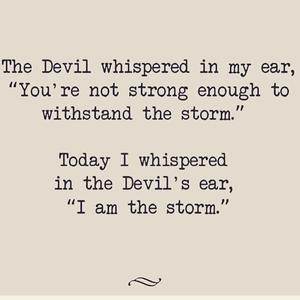 The Devil whispered in my ear,
“You’re not strong enough to
withstand the storm.”
Today I whispered
in the Devil’s ear,
“I am the storm.”